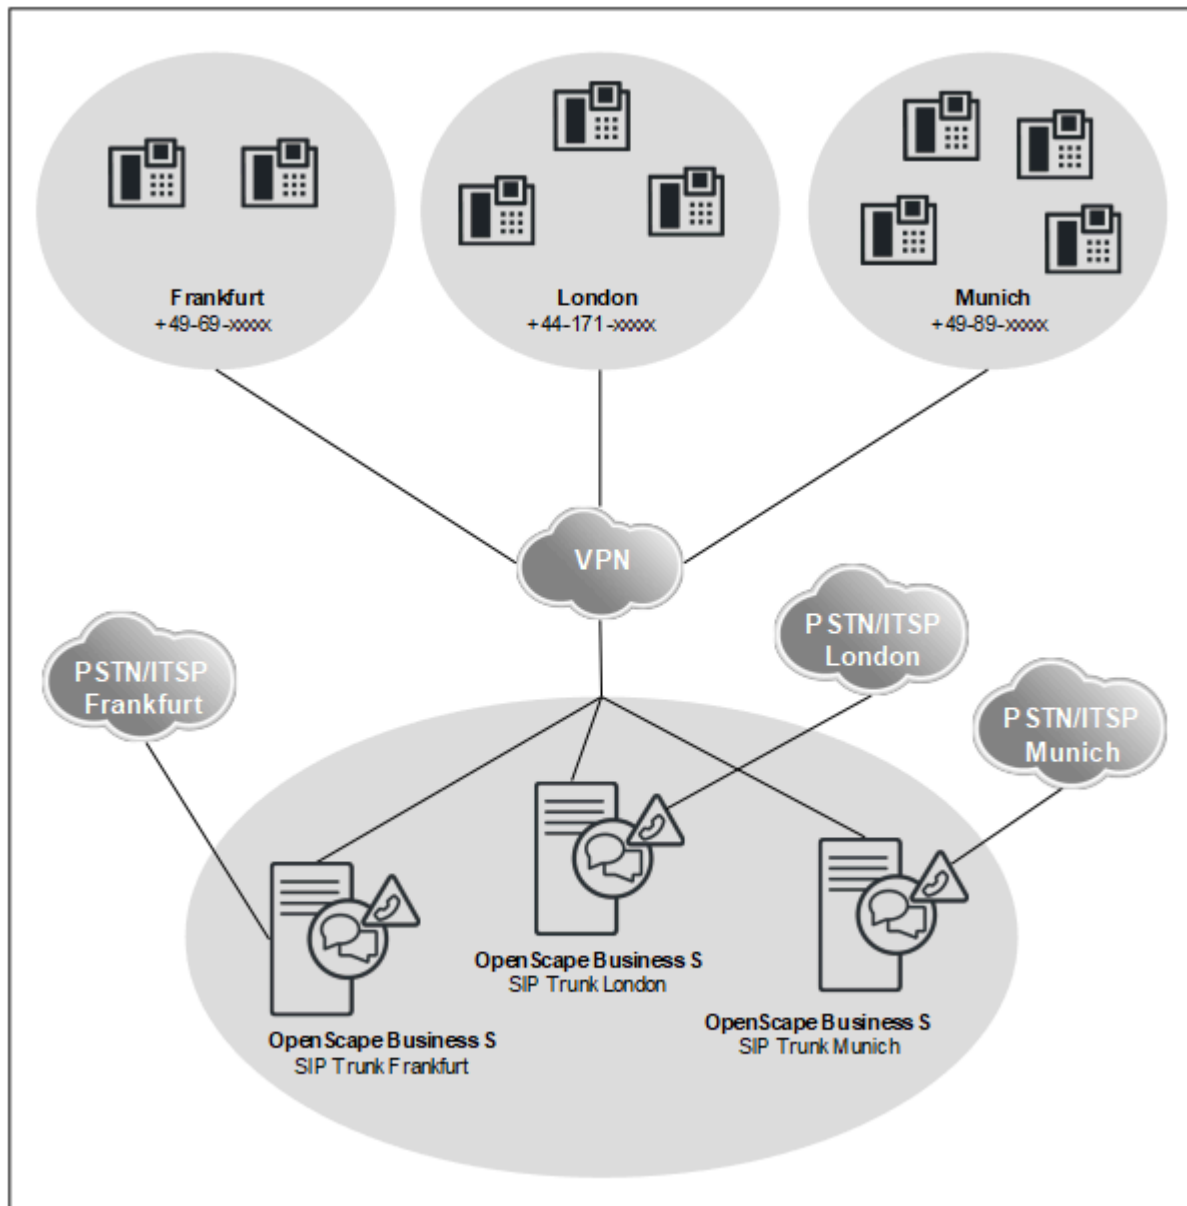 Frankfurt
+49-69-xxxxx
London
+44-171-xxxxx
Munich
+49-89-xxxxx
VPN
PSTN/ITSP
London
PSTN/ITSP
Frankfurt
PSTN/ITSP
Munich
OpenScape Business S
SIP Trunk London
OpenScape Business S
SIP Trunk Munich
OpenScape Business S
SIP Trunk Frankfurt